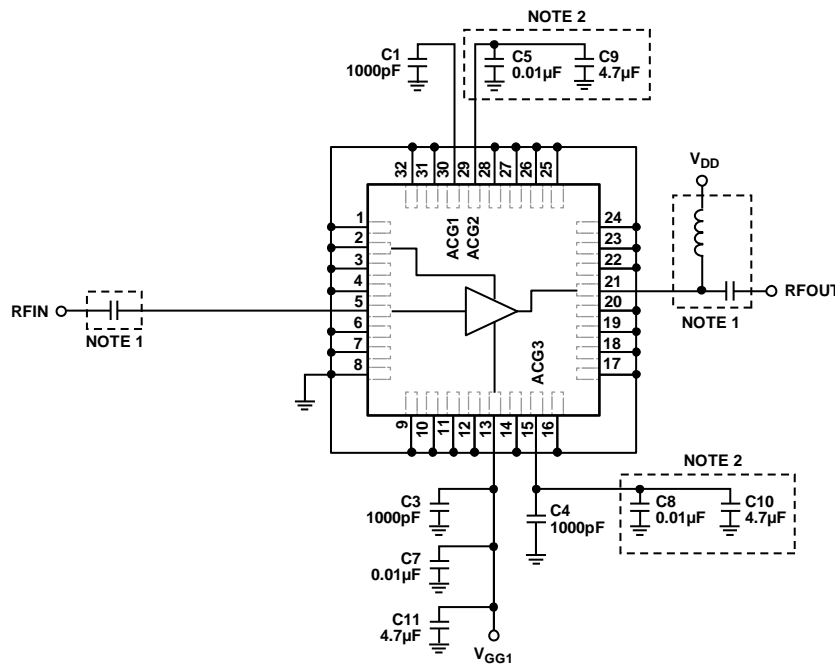 NOTE 2
C1
1000pF
C5
0.01µF
C9
4.7µF
32
31
30
29
28
27
26
25
V_DD
1
2
3
4
5
6
7
8
ACG1
ACG2
24
23
22
21
20
19
18
17
RFIN
NOTE 1
RFOUT
NOTE 1
ACG3
9
10
11
12
13
14
15
16
NOTE 2
C3
1000pF
C4
1000pF
C8
0.01µF
C10
4.7µF
C7
0.01µF
C11
4.7µF
V_GG1